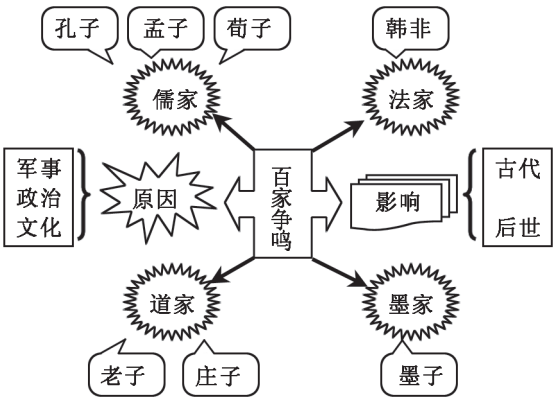 孔子
孟子
荀子
韩非
儒家
法家
军事
政治
文化
原因
百家争鸣
影响
古代
后世
道家
墨家
老子
庄子
墨子